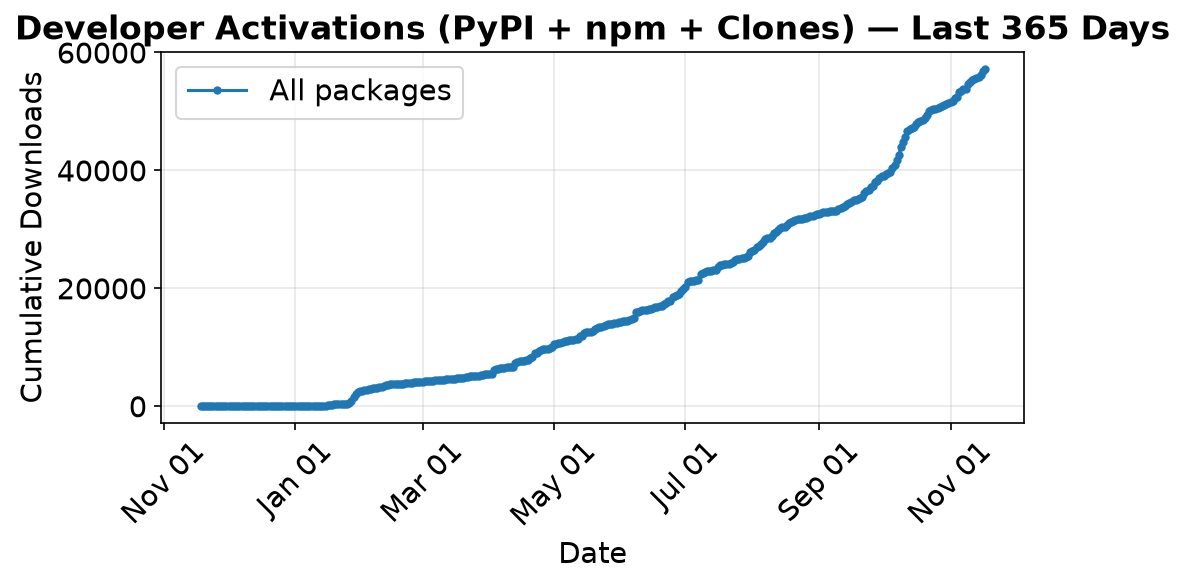 Developer Activations (PyPI + npm + Clones) — Last 365 Days
60000
40000
20000
0
Cumulative Downloads
All packages
Nov 01
Jan 01
Mar 01
May 01
Jul 01
Sep 01
Nov 01
Date